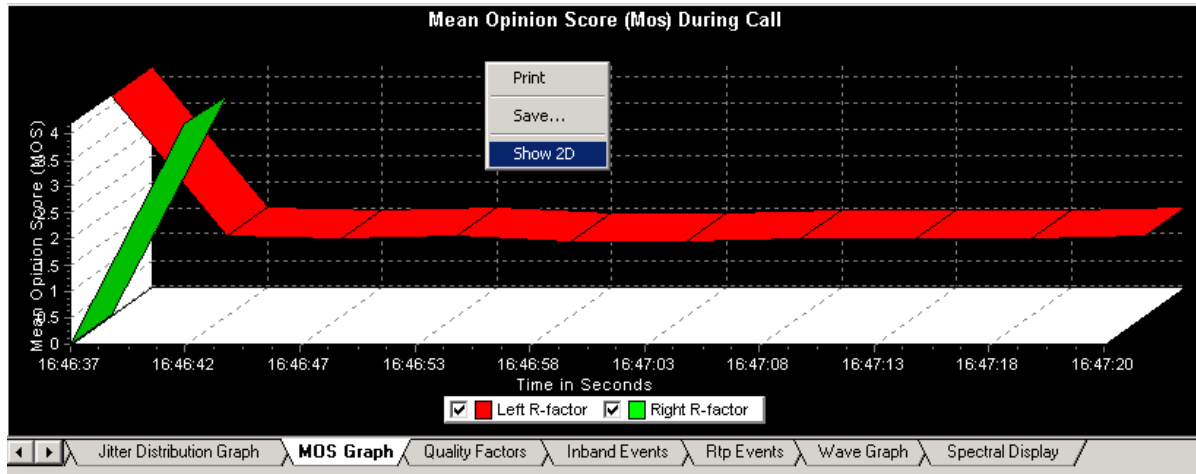 Mean Opinion Score (Mos) During Call
Print
Save...
Show 2D
Mean Opinion Score (MOS)
4
3.5
3
2.5
2
1.5
1
0.5
0
16:46:37 16:46:42 16:46:47 16:46:53 16:46:58 16:47:03 16:47:08 16:47:13 16:47:18 16:47:20
Time in Seconds
Left R-factor Right R-factor
Jitter Distribution Graph MOS Graph Quality Factors Inband Events Rtp Events Wave Graph Spectral Display